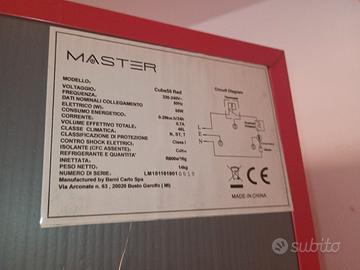 MASTER
MODELLO: Cube50 Red
VOLTAGGIO: 220-240V~
FREQUENZA: 50Hz
DATI NOMINALI COLLEGAMENTO
ELETTRICO (W)
CONSUMO ENERGETICO:
CORRENTE: 0.7A
VOLUME EFFETTIVO TOTALE: 46L
CLASSE CLIMATICA: N, ST, T
CLASSIFICAZIONE DI PROTEZIONE
CONTRO SHOCK ELETTRICI: Class I
ISOLANTE (CFC ASSENTE):
REFRIGERANTE E QUANTITA'
INIETTATA: R600a/16g
PESO NETTO: 14kg
NUMERO DI SERIE:
Manufactured by Berni Carlo Spa
Via Arconate n. 63 , 20020 Busto Garolfo ( MI)
Circuit Diagram
L
E
N
CE
MADE IN CHINA
subito